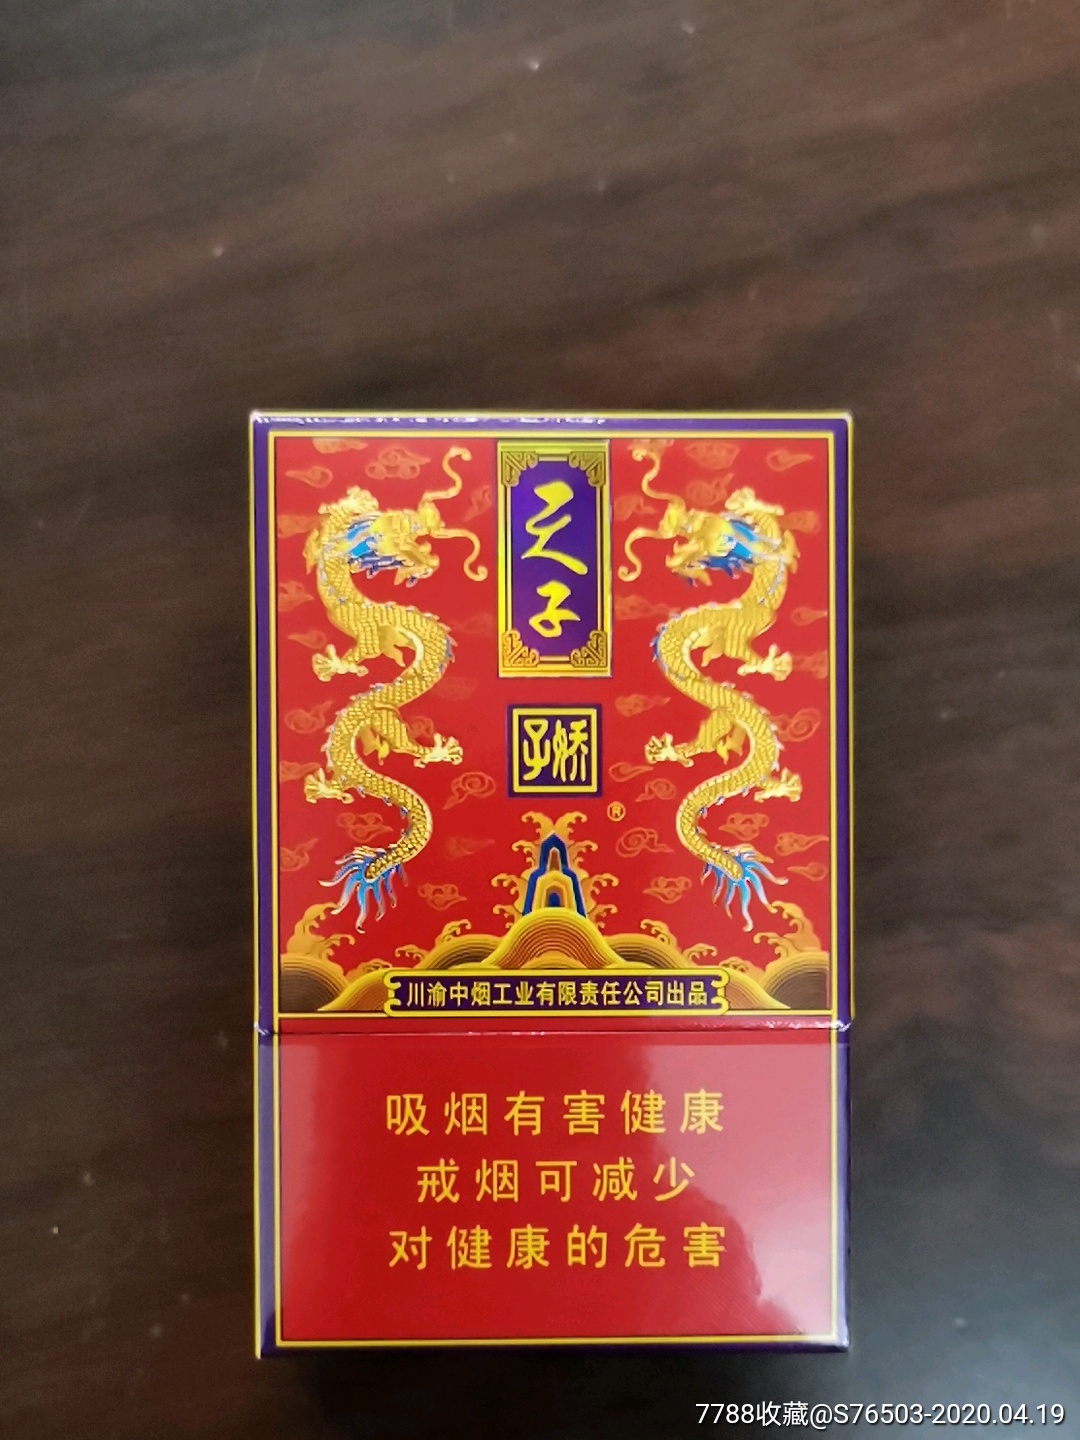 天子
娇子
®
川渝中烟工业有限责任公司出品
吸烟有害健康
戒烟可减少
对健康的危害
7788收藏@S76503-2020.04.19